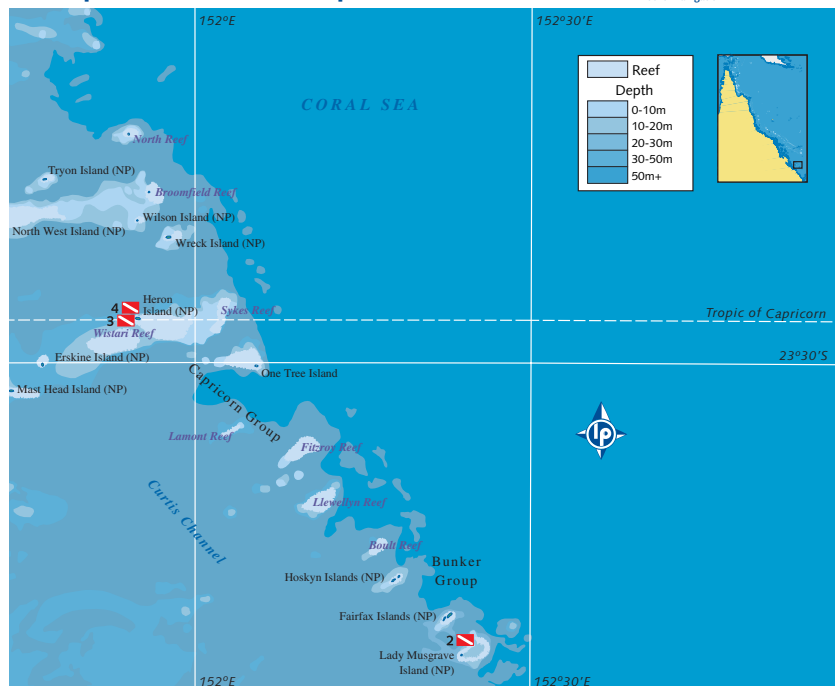 152°E
152°30'E
Reef
Depth
0-10m
10-20m
20-30m
30-50m
50m+
CORAL SEA
North Reef
Tryon Island (NP)
Broomfield Reef
Wilson Island (NP)
North West Island (NP)
Wreck Island (NP)
4
Heron
Island (NP)
3
Sykes Reef
Tropic of Capricorn
Wistari Reef
23°30'S
Erskine Island (NP)
One Tree Island
Mast Head Island (NP)
Capricorn Group
Lamont Reef
Fitzroy Reef
lp
Curtis Channel
Llewellyn Reef
Boult Reef
Bunker
Group
Hoskyn Islands (NP)
Fairfax Islands (NP)
2
Lady Musgrave
Island (NP)
152°E
152°30'E